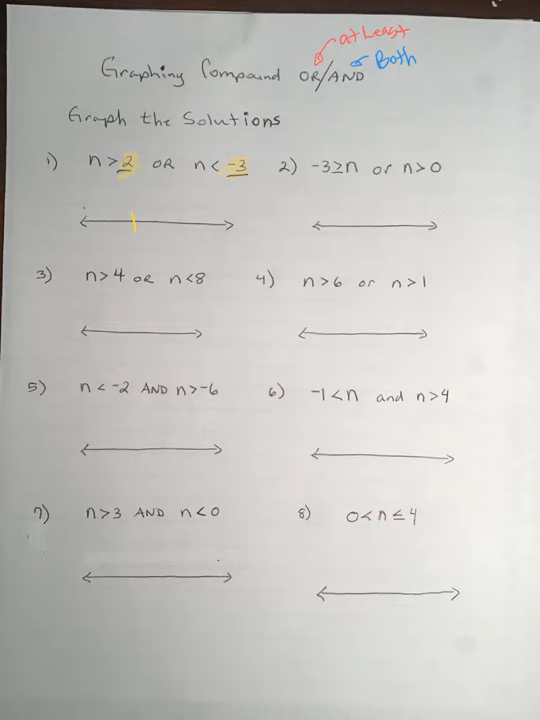 at Least
Both
Graphing Compound OR/AND
Graph the Solutions
1) n > 2 OR n < -3 2) -3 ≥ n or n > 0
3) n > 4 OR n < 8 4) n > 6 or n > 1
5) n < -2 AND n > -6 6) -1 < n and n > 4
7) n > 3 AND n < 0 8) 0 < n ≤ 4